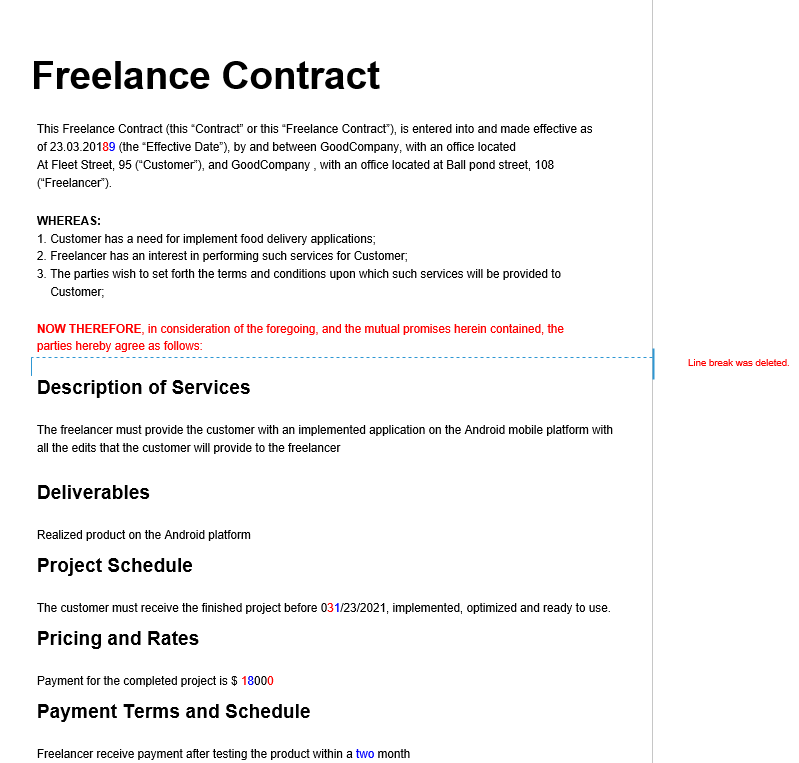 Freelance Contract
This Freelance Contract (this “Contract” or this “Freelance Contract”), is entered into and made effective as
of 23.03.20189 (the “Effective Date”), by and between GoodCompany, with an office located
At Fleet Street, 95 (“Customer”), and GoodCompany , with an office located at Ball pond street, 108
(“Freelancer”).
WHEREAS:
1. Customer has a need for implement food delivery applications;
2. Freelancer has an interest in performing such services for Customer;
3. The parties wish to set forth the terms and conditions upon which such services will be provided to
Customer;
NOW THEREFORE, in consideration of the foregoing, and the mutual promises herein contained, the
parties hereby agree as follows:
Line break was deleted.
Description of Services
The freelancer must provide the customer with an implemented application on the Android mobile platform with
all the edits that the customer will provide to the freelancer
Deliverables
Realized product on the Android platform
Project Schedule
The customer must receive the finished project before 031/23/2021, implemented, optimized and ready to use.
Pricing and Rates
Payment for the completed project is $ 18000
Payment Terms and Schedule
Freelancer receive payment after testing the product within a two month